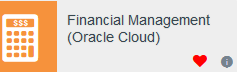 $$$
Financial Management
(Oracle Cloud)
i